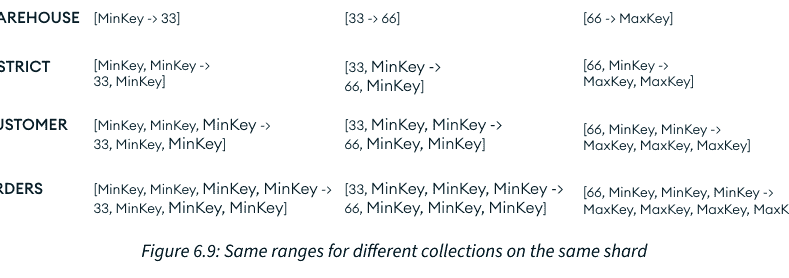 AREHOUSE [MinKey -> 33] [33 -> 66] [66 -> MaxKey]
STRICT [MinKey, MinKey -> [33, MinKey -> [66, MinKey ->
33, MinKey] 66, MinKey] MaxKey, MaxKey]
USTOMER [MinKey, MinKey, MinKey -> [33, MinKey, MinKey -> [66, MinKey, MinKey ->
33, MinKey, MinKey] 66, MinKey, MinKey] MaxKey, MaxKey, MaxKey]
RDERS [MinKey, MinKey, MinKey, MinKey -> [33, MinKey, MinKey, MinKey -> [66, MinKey, MinKey, MinKey ->
33, MinKey, MinKey, MinKey] 66, MinKey, MinKey, MinKey] MaxKey, MaxKey, MaxKey, MaxK
Figure 6.9: Same ranges for different collections on the same shard